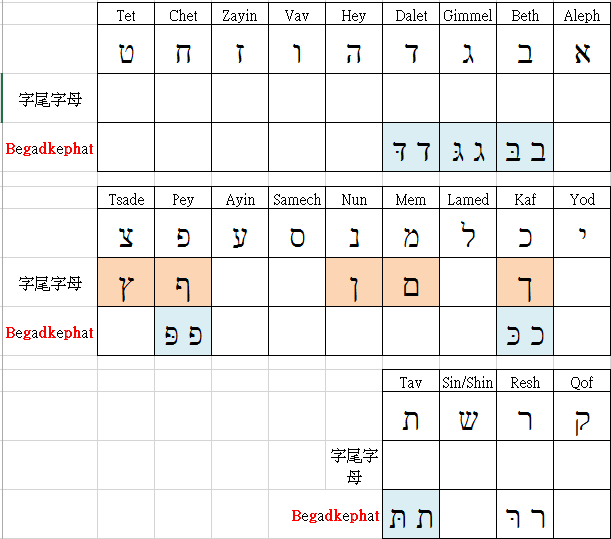 Tet Chet Zayin Vav Hey Dalet Gimmel Beth Aleph
א ב ג ד ה ו ז ח ט
字尾字母
Begadkephat ב בּ ג גּ ד דּ
Tsade Pey Ayin Samech Nun Mem Lamed Kaf Yod
י כ ל מ נ ס ע פ צ
字尾字母 ך ם ן ף ץ
Begadkephat כ כּ פ פּ
Tav Sin/Shin Resh Qof
ק ר ש ת
字尾字
母
Begadkephat ר רּ ת תּ